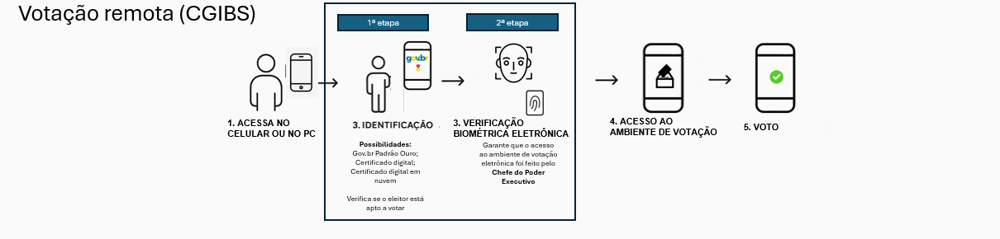 Votação remota (CGIBS)
1ª etapa
2ª etapa
gov.br
1. ACESSA NO
CELULAR OU NO PC
3. IDENTIFICAÇÃO
Possibilidades:
Gov.br Padrão Ouro;
Certificado digital;
Certificado digital em
nuvem
Verifica se o eleitor está
apto a votar
3. VERIFICAÇÃO
BIOMÉTRICA ELETRÔNICA
Garante que o acesso
ao ambiente de votação
eletrônica foi feito pelo
Chefe do Poder
Executivo
4. ACESSO AO
AMBIENTE DE VOTAÇÃO
5. VOTO